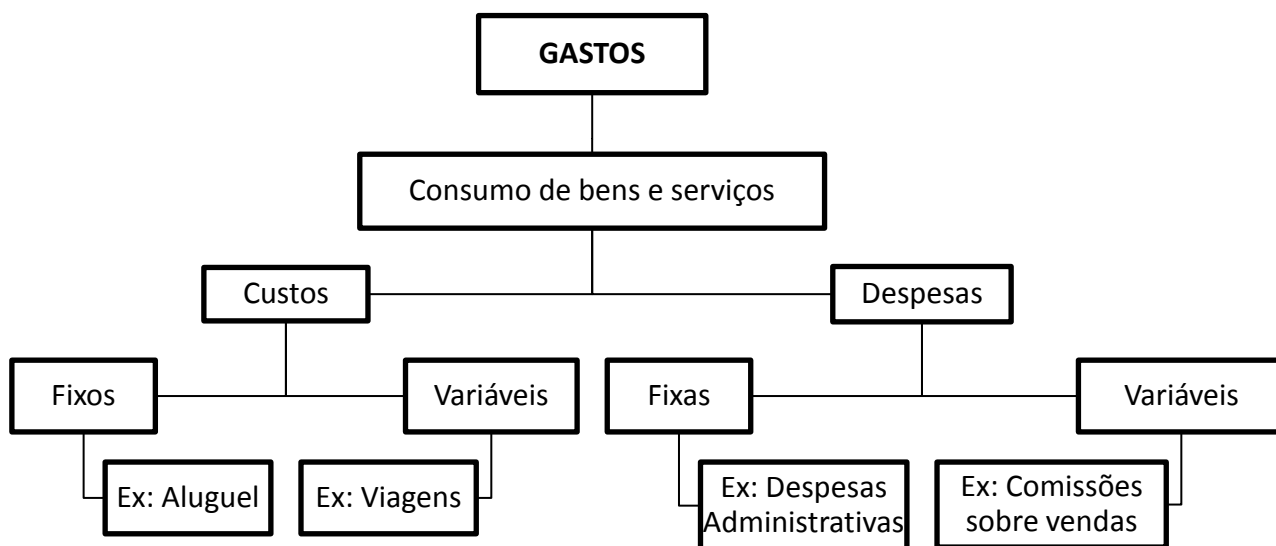 GASTOS
Consumo de bens e serviços
Custos
Despesas
Fixos
Variáveis
Fixas
Variáveis
Ex: Aluguel
Ex: Viagens
Ex: Despesas
Administrativas
Ex: Comissões
sobre vendas